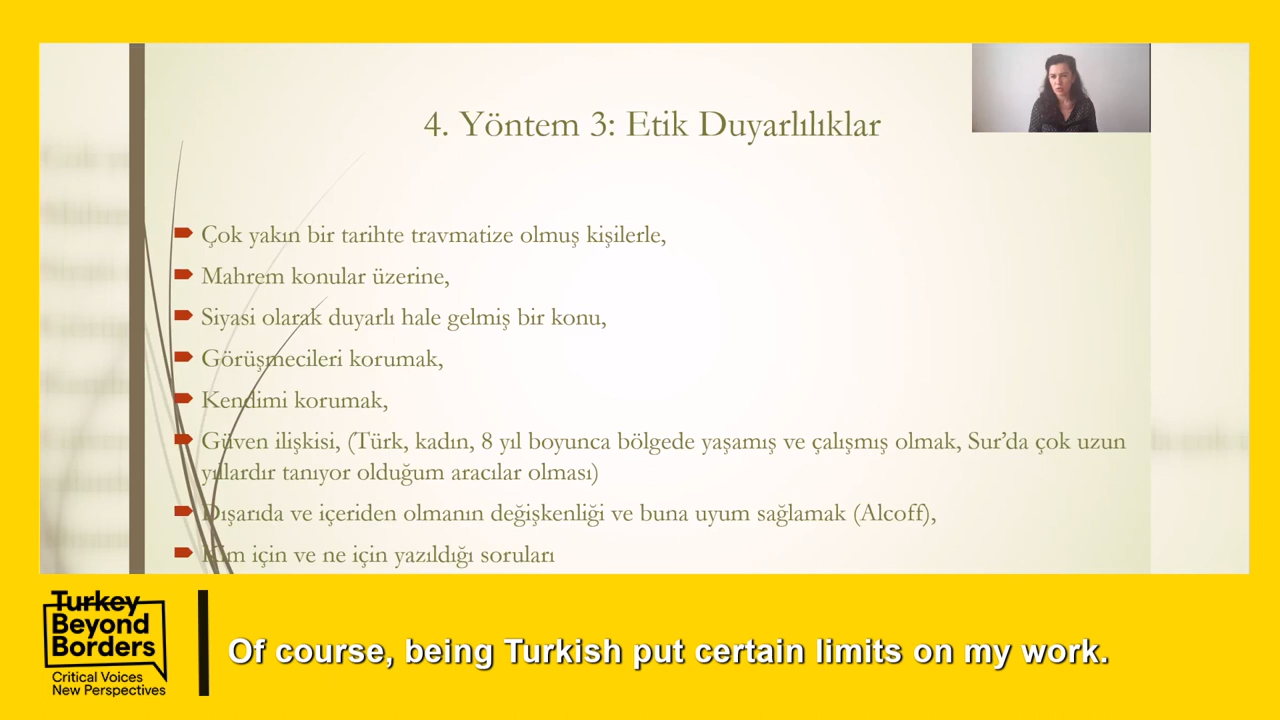 4. Yöntem 3: Etik Duyarlılıklar
Çok yakın bir tarihte travmatize olmuş kişilerle,
Mahrem konular üzerine,
Siyasi olarak duyarlı hale gelmiş bir konu,
Görüşmecileri korumak,
Kendimi korumak,
Güven ilişkisi, (Türk, kadın, 8 yıl boyunca bölgede yaşamış ve çalışmış olmak, Sur’da çok uzun
yıllardır tanıyor olduğum aracılar olması)
Dışarıda ve içeriden olmanın değişkenliği ve buna uyum sağlamak (Alcoff),
Kim için ve ne için yazıldığı soruları
Turkey
Beyond
Borders
Critical Voices
New Perspectives
Of course, being Turkish put certain limits on my work.